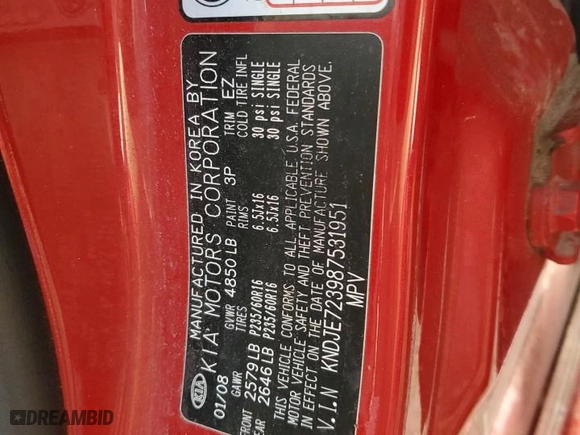 KIA
MANUFACTURED IN KOREA BY
KIA MOTORS CORPORATION
01/08 GVWR 4850 LB PAINT 3P TRIM EZ
GAWR TIRES RIMS COLD TIRE INFL
FRONT 2579 LB P235/60R16 6.5Jx16 30 psi SINGLE
EAR 2646 LB P235/60R16 6.5Jx16 30 psi SINGLE
THIS VEHICLE CONFORMS TO ALL APPLICABLE U.S.A. FEDERAL
MOTOR VEHICLE SAFETY AND THEFT PREVENTION STANDARDS
IN EFFECT ON THE DATE OF MANUFACTURE SHOWN ABOVE.
V.I.N KNDJE723987531951
MPV
DREAMBID